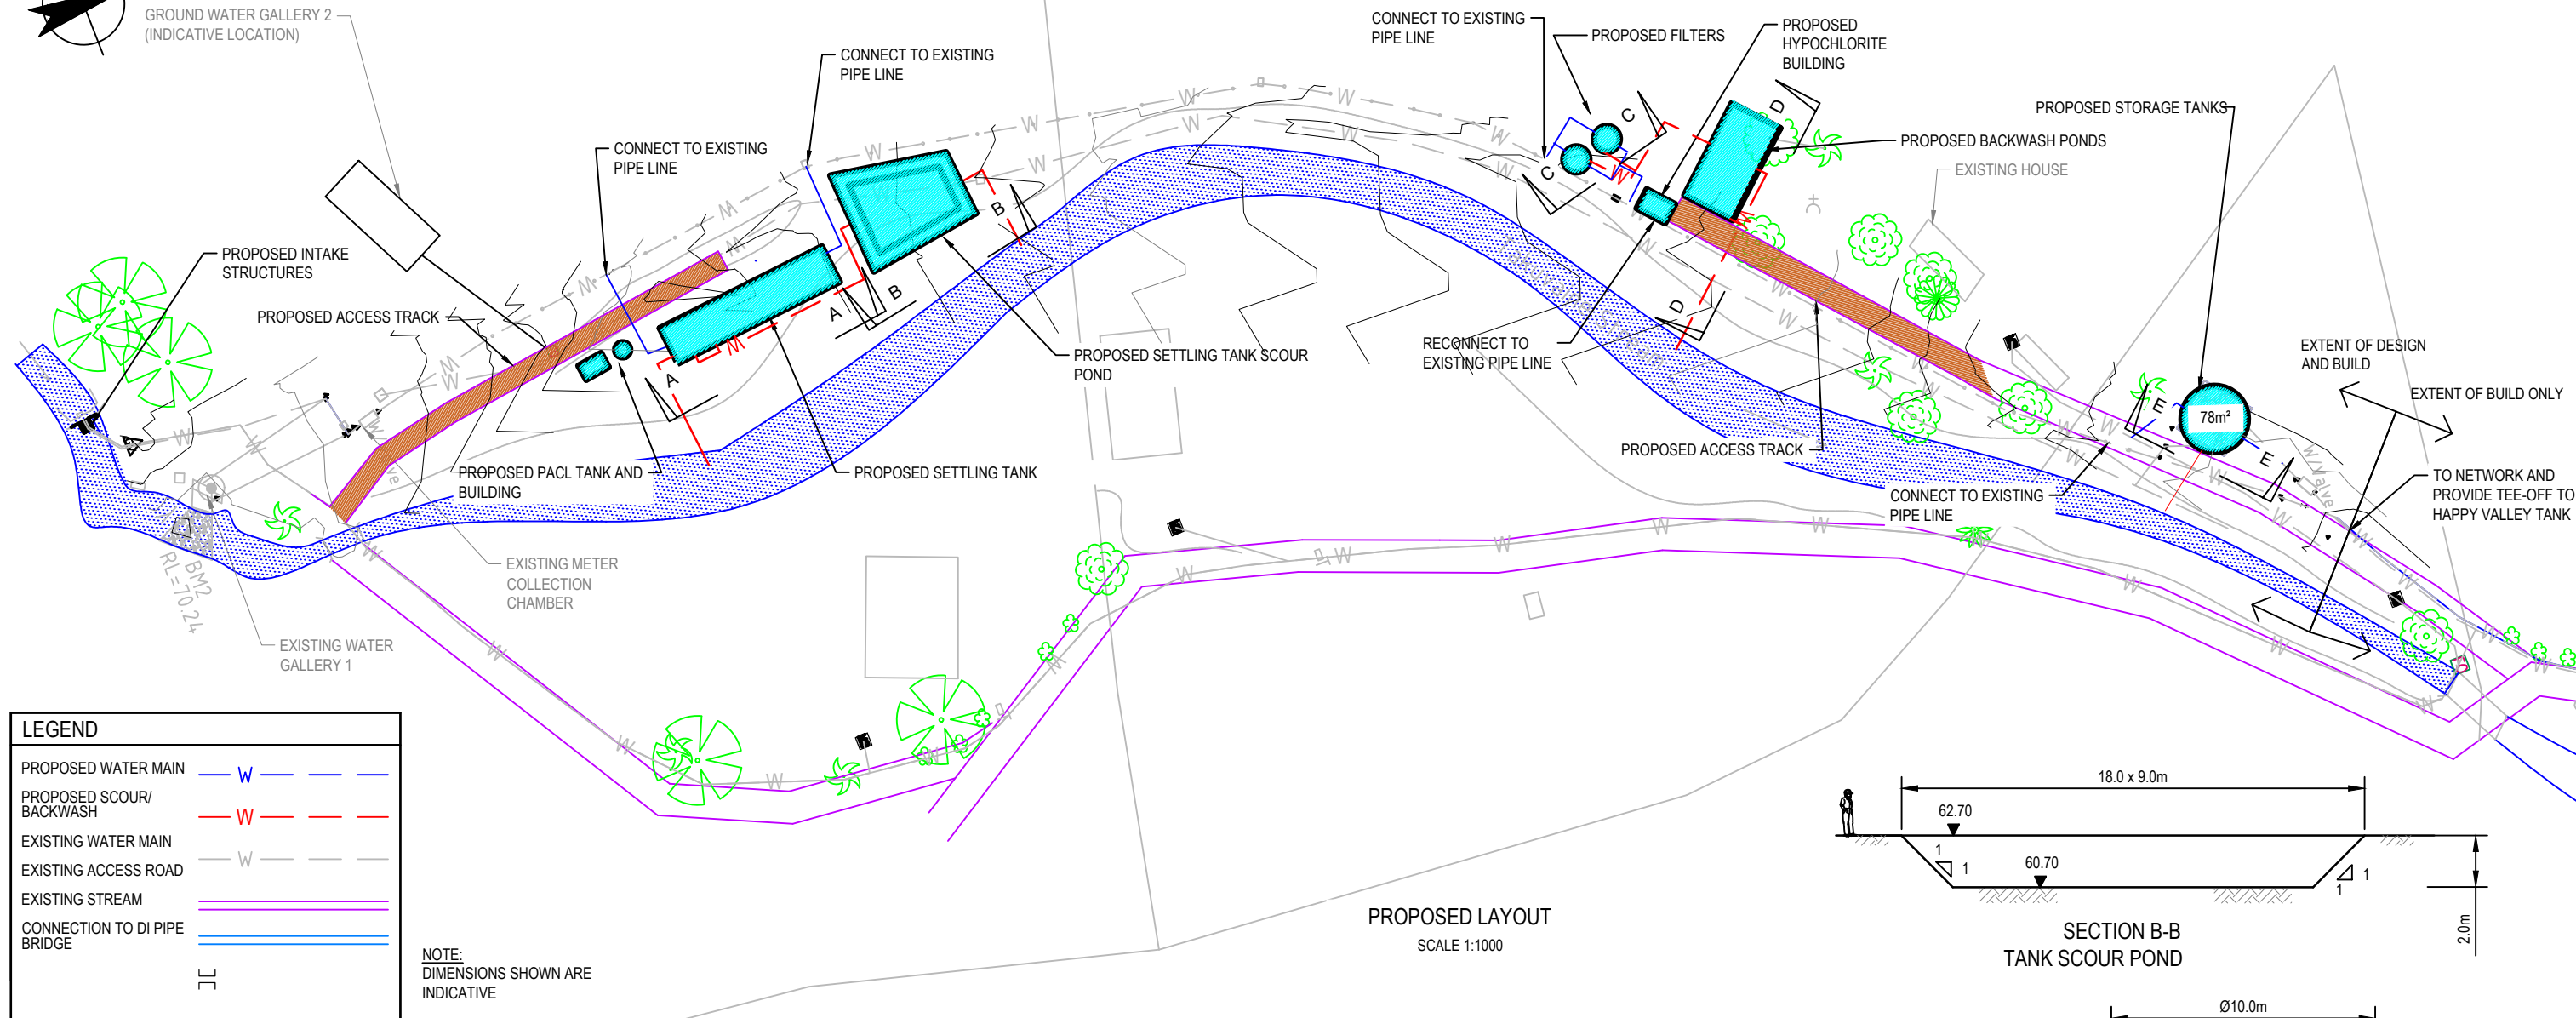 GROUND WATER GALLERY 2
(INDICATIVE LOCATION)
CONNECT TO EXISTING
PIPE LINE
CONNECT TO EXISTING
PIPE LINE
PROPOSED INTAKE
STRUCTURES
PROPOSED ACCESS TRACK
PROPOSED PACL TANK AND
BUILDING
PROPOSED SETTLING TANK
PROPOSED SETTLING TANK SCOUR
POND
EXISTING METER
COLLECTION
CHAMBER
EXISTING WATER
GALLERY 1
BM2
RL=70.24
A
A
B
B
CONNECT TO EXISTING
PIPE LINE
PROPOSED FILTERS
PROPOSED
HYPOCHLORITE
BUILDING
PROPOSED STORAGE TANKS
PROPOSED BACKWASH PONDS
EXISTING HOUSE
C
C
D
D
RECONNECT TO
EXISTING PIPE LINE
PROPOSED ACCESS TRACK
CONNECT TO EXISTING
PIPE LINE
EXTENT OF DESIGN
AND BUILD
EXTENT OF BUILD ONLY
78m²
E
E
W/Valve
TO NETWORK AND
PROVIDE TEE-OFF TO
HAPPY VALLEY TANK
LEGEND
PROPOSED WATER MAIN
W
PROPOSED SCOUR/
BACKWASH
W
EXISTING WATER MAIN
W
EXISTING ACCESS ROAD
EXISTING STREAM
CONNECTION TO DI PIPE
BRIDGE
NOTE:
DIMENSIONS SHOWN ARE
INDICATIVE
PROPOSED LAYOUT
SCALE 1:1000
18.0 x 9.0m
62.70
60.70
1
1
1
1
2.0m
SECTION B-B
TANK SCOUR POND
Ø10.0m